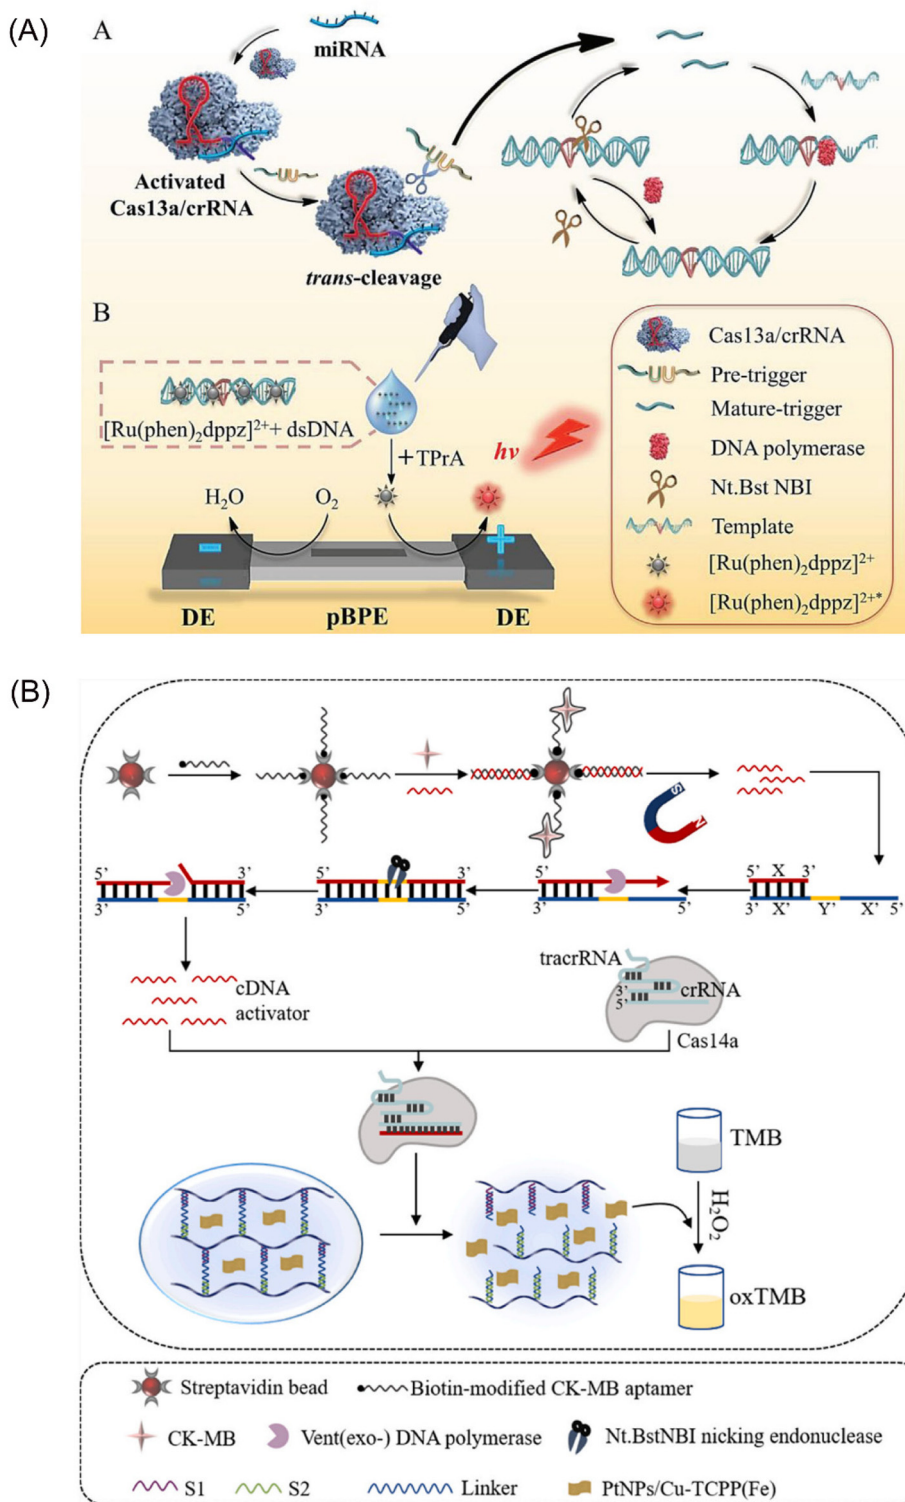 (A)
A
miRNA
Activated
Cas13a/crRNA
trans-cleavage
B
[Ru(phen)₂dppz]²⁺+ dsDNA
+TPrA
hv
H₂O
O₂
DE
pBPE
DE
Cas13a/crRNA
Pre-trigger
Mature-trigger
DNA polymerase
Nt.Bst NBI
Template
[Ru(phen)₂dppz]²⁺
[Ru(phen)₂dppz]²⁺*
(B)
S
N
5’ 3’
3’ 5’
5’ 3’
3’ 5’
5’
3’ 5’
5’ X 3’
3’ X’ Y’ X’ 5’
cDNA
activator
tracrRNA
3’
5’
crRNA
Cas14a
TMB
H₂O₂
oxTMB
Streptavidin bead
Biotin-modified CK-MB aptamer
CK-MB
Vent(exo-) DNA polymerase
Nt.BstNBI nicking endonuclease
S1
S2
Linker
PtNPs/Cu-TCPP(Fe)